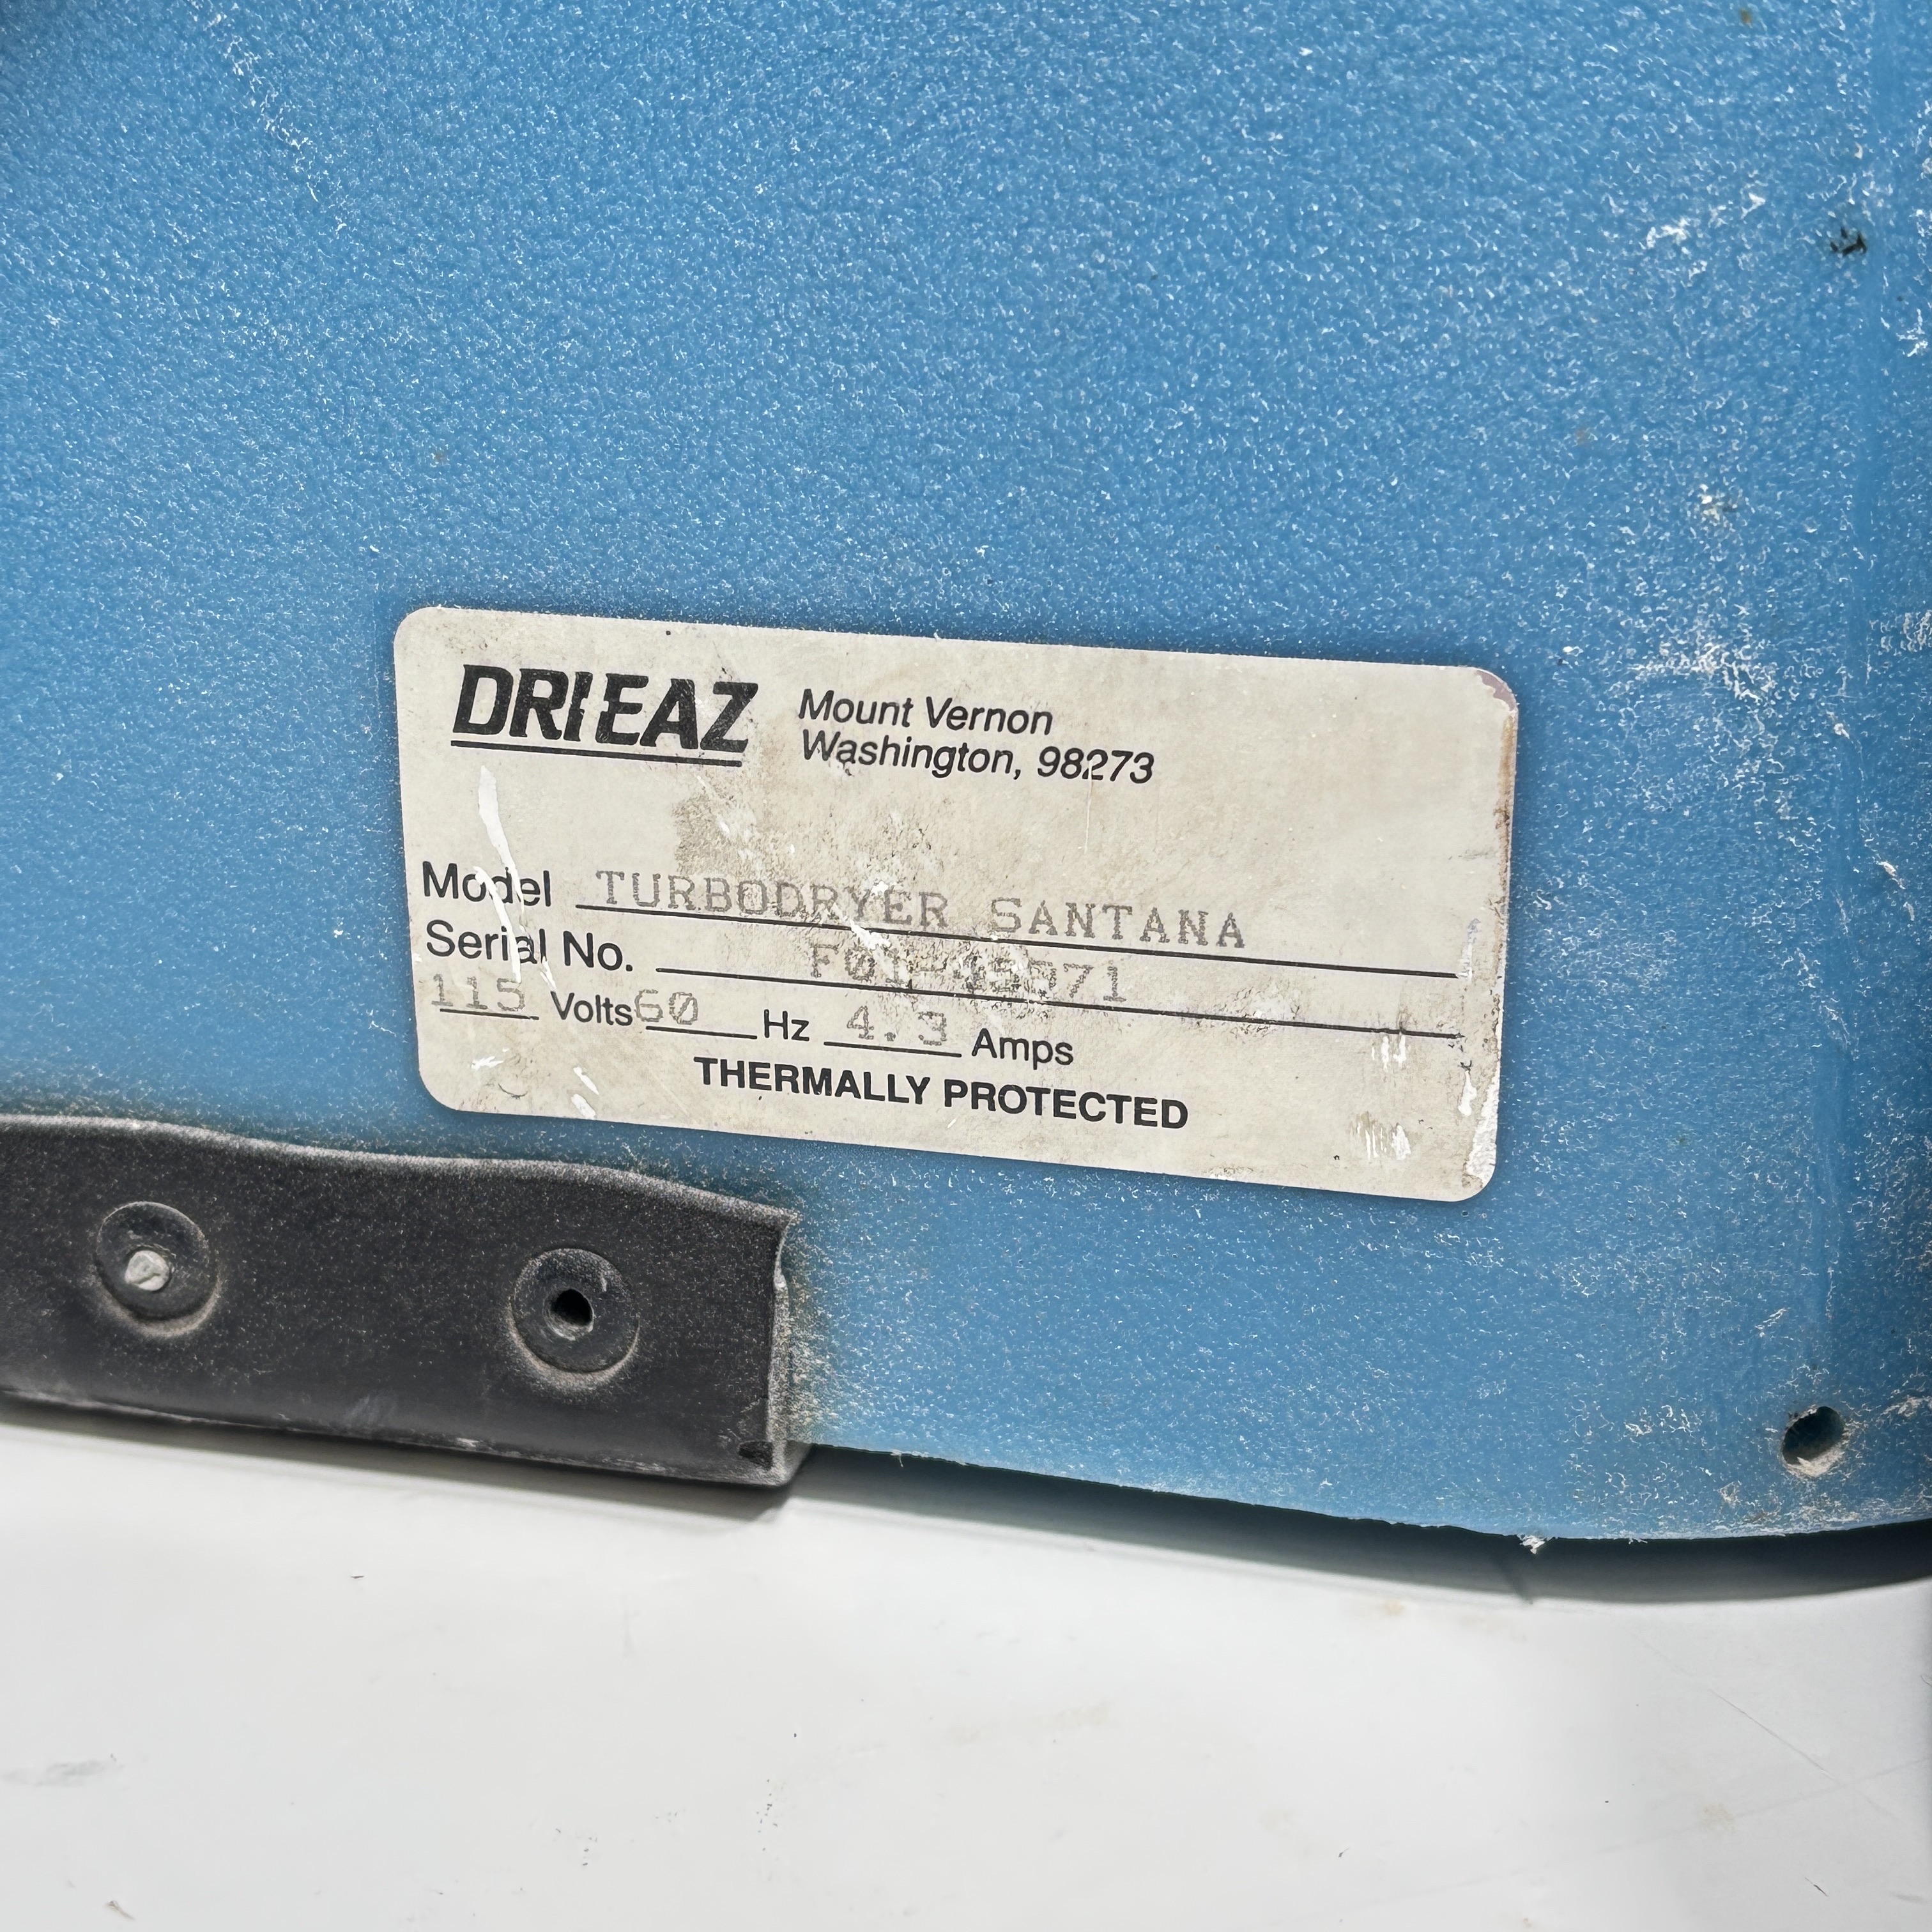 DRIEAZ
Mount Vernon
Washington, 98273
Model TURBODRYER SANTANA
Serial No.
115 Volts 60 Hz 4.3 Amps
THERMALLY PROTECTED